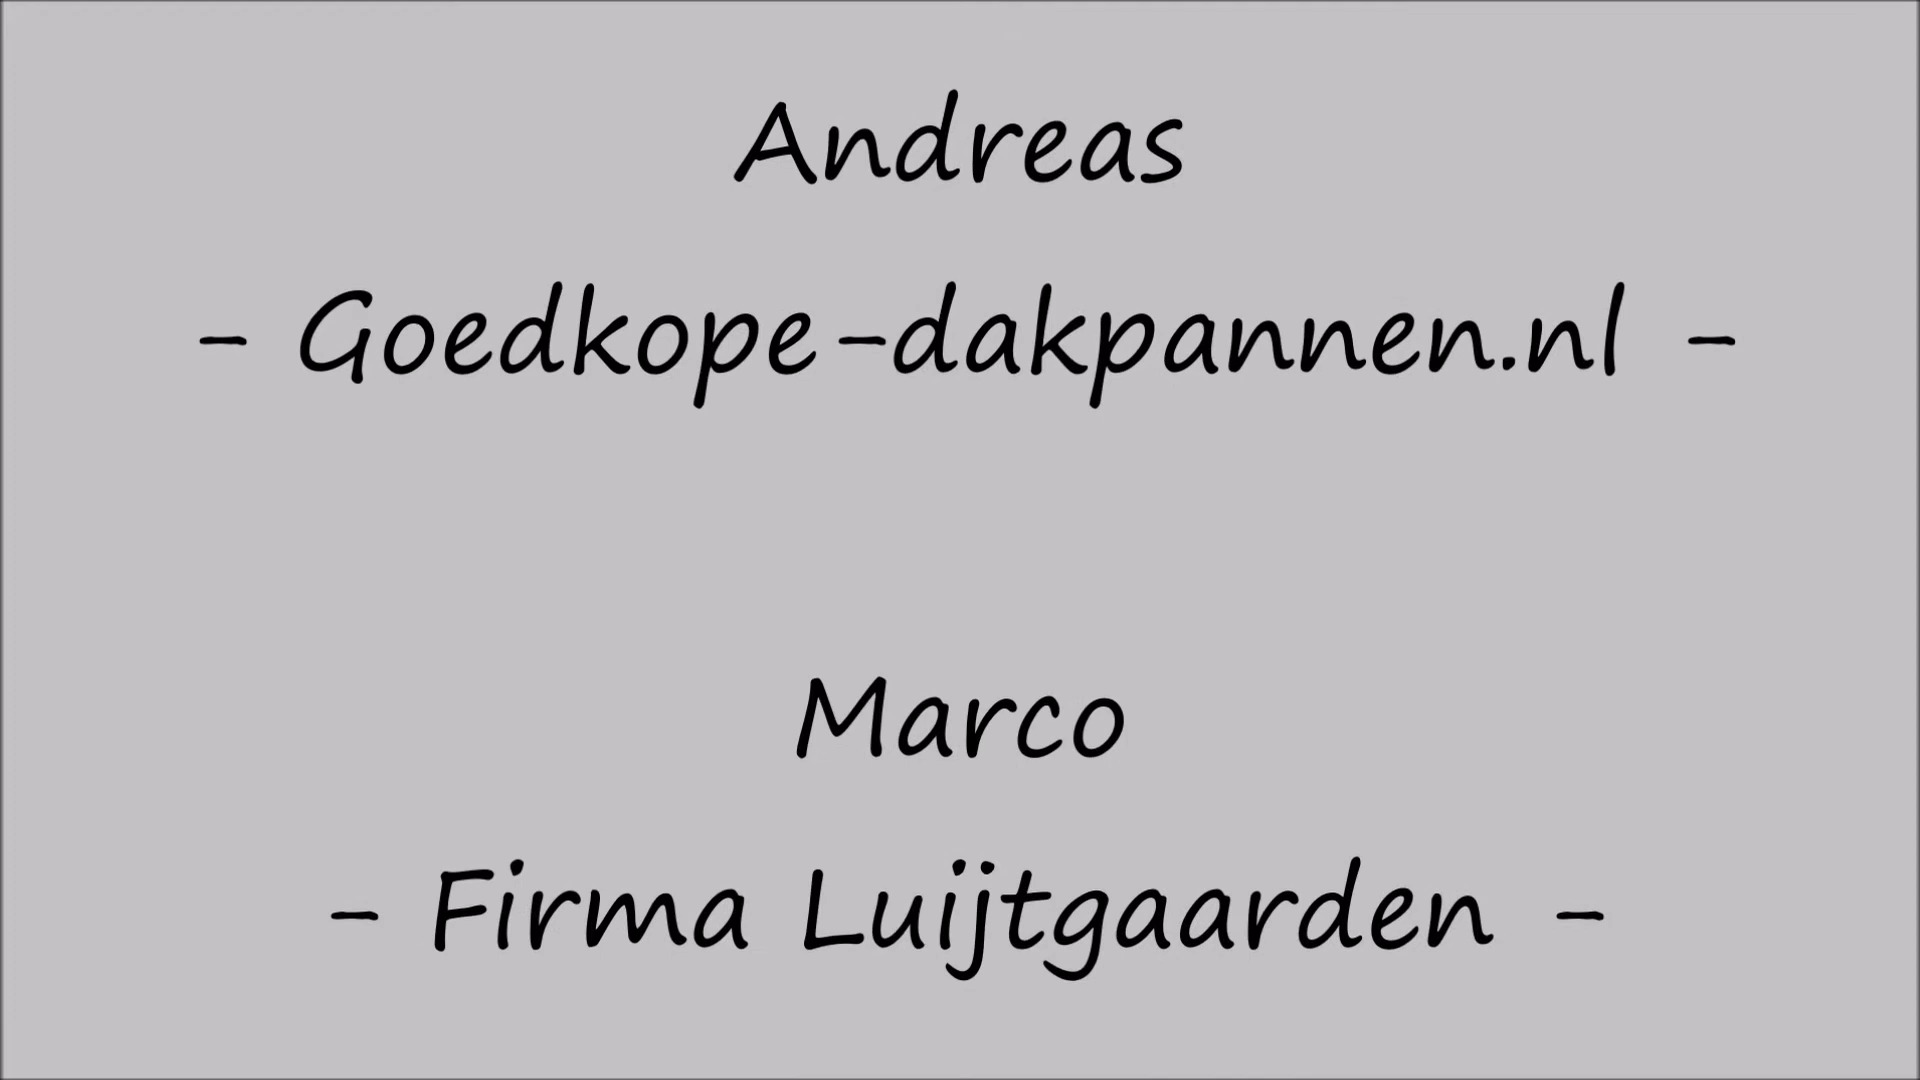 Andreas
- Goedkope-dakpannen.nl -
Marco
- Firma Luijtgaarden -